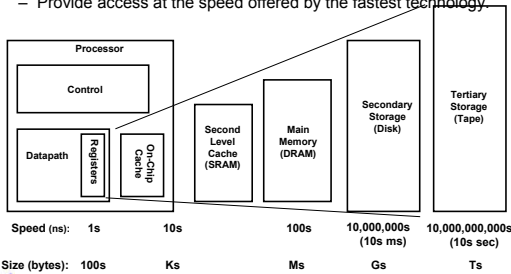 – Provide access at the speed offered by the fastest technology.
Processor
Control
Datapath
Registers
On-Chip
Cache
Second
Level
Cache
(SRAM)
Main
Memory
(DRAM)
Secondary
Storage
(Disk)
Tertiary
Storage
(Tape)
Speed (ns): 1s 10s 100s 10,000,000s 10,000,000,000s
(10s ms) (10s sec)
Size (bytes): 100s Ks Ms Gs Ts